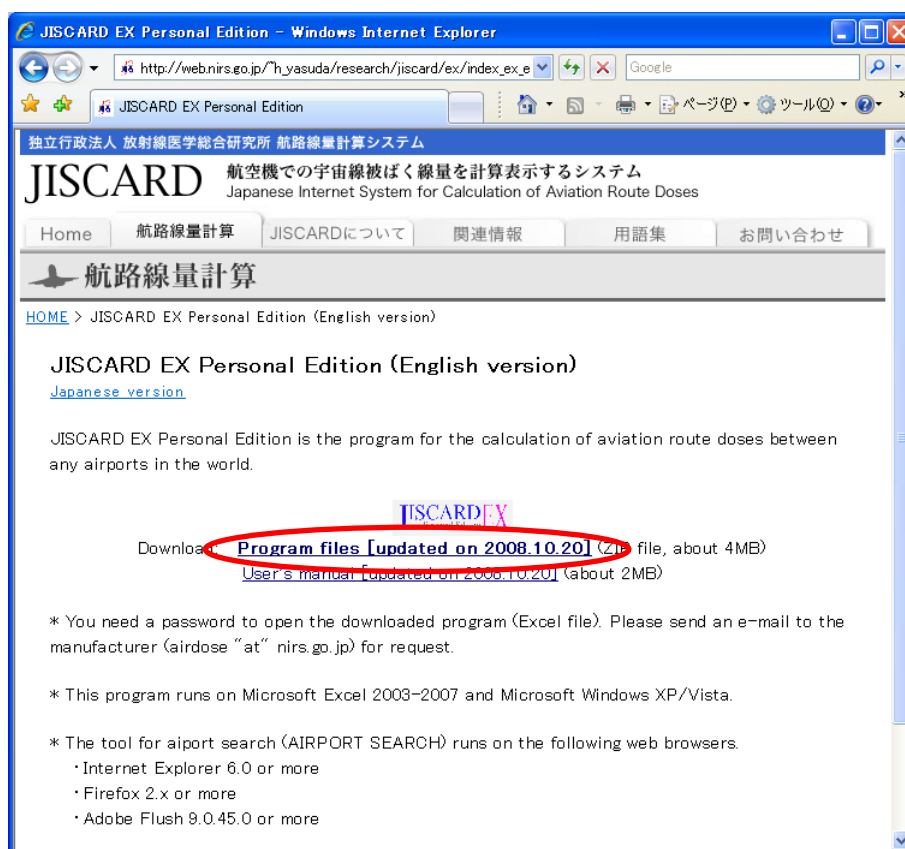 JISCARD EX Personal Edition - Windows Internet Explorer
http://web.nirs.go.jp/~h_yasuda/research/jiscard/ex/index_ex_e
Google
JISCARD EX Personal Edition
ページ(P)
ツール(O)
独立行政法人 放射線医学総合研究所 航路線量計算システム
JISCARD
航空機での宇宙線被ばく線量を計算表示するシステム
Japanese Internet System for Calculation of Aviation Route Doses
Home 航路線量計算 JISCARDについて 関連情報 用語集 お問い合わせ
航路線量計算
HOME > JISCARD EX Personal Edition (English version)
JISCARD EX Personal Edition (English version)
Japanese version
JISCARD EX Personal Edition is the program for the calculation of aviation route doses between
any airports in the world.
JISCARD EX
Download: Program files [updated on 2008.10.20] (ZIP file, about 4MB)
User's manual [updated on 2008.10.20] (about 2MB)
* You need a password to open the downloaded program (Excel file). Please send an e-mail to the
manufacturer (airdose "at" nirs.go.jp) for request.
* This program runs on Microsoft Excel 2003-2007 and Microsoft Windows XP/Vista.
* The tool for aiport search (AIRPORT SEARCH) runs on the following web browsers.
・Internet Explorer 6.0 or more
・Firefox 2.x or more
・Adobe Flush 9.0.45.0 or more